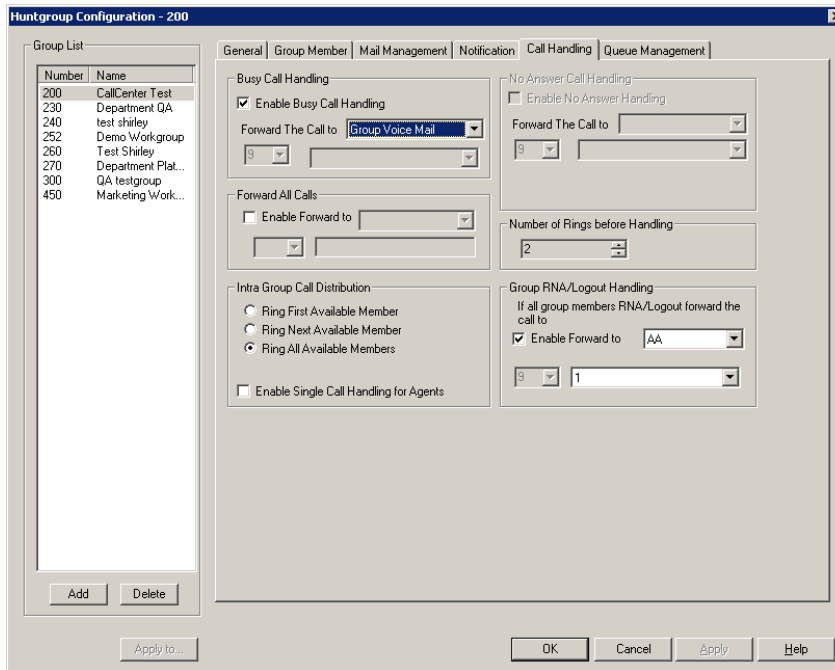 Huntgroup Configuration - 200
Group List
Number Name
200 CallCenter Test
230 Department QA
240 test shirley
252 Demo Workgroup
260 Test Shirley
270 Department Plat...
300 QA testgroup
450 Marketing Work...
Add Delete
Apply to...
General Group Member Mail Management Notification Call Handling Queue Management
Busy Call Handling
Enable Busy Call Handling
Forward The Call to Group Voice Mail
9
Forward All Calls
Enable Forward to
Intra Group Call Distribution
Ring First Available Member
Ring Next Available Member
Ring All Available Members
Enable Single Call Handling for Agents
No Answer Call Handling
Enable No Answer Handling
Forward The Call to
9
Number of Rings before Handling
2
Group RNA/Logout Handling
If all group members RNA/Logout forward the
call to
Enable Forward to AA
9 1
OK Cancel Apply Help